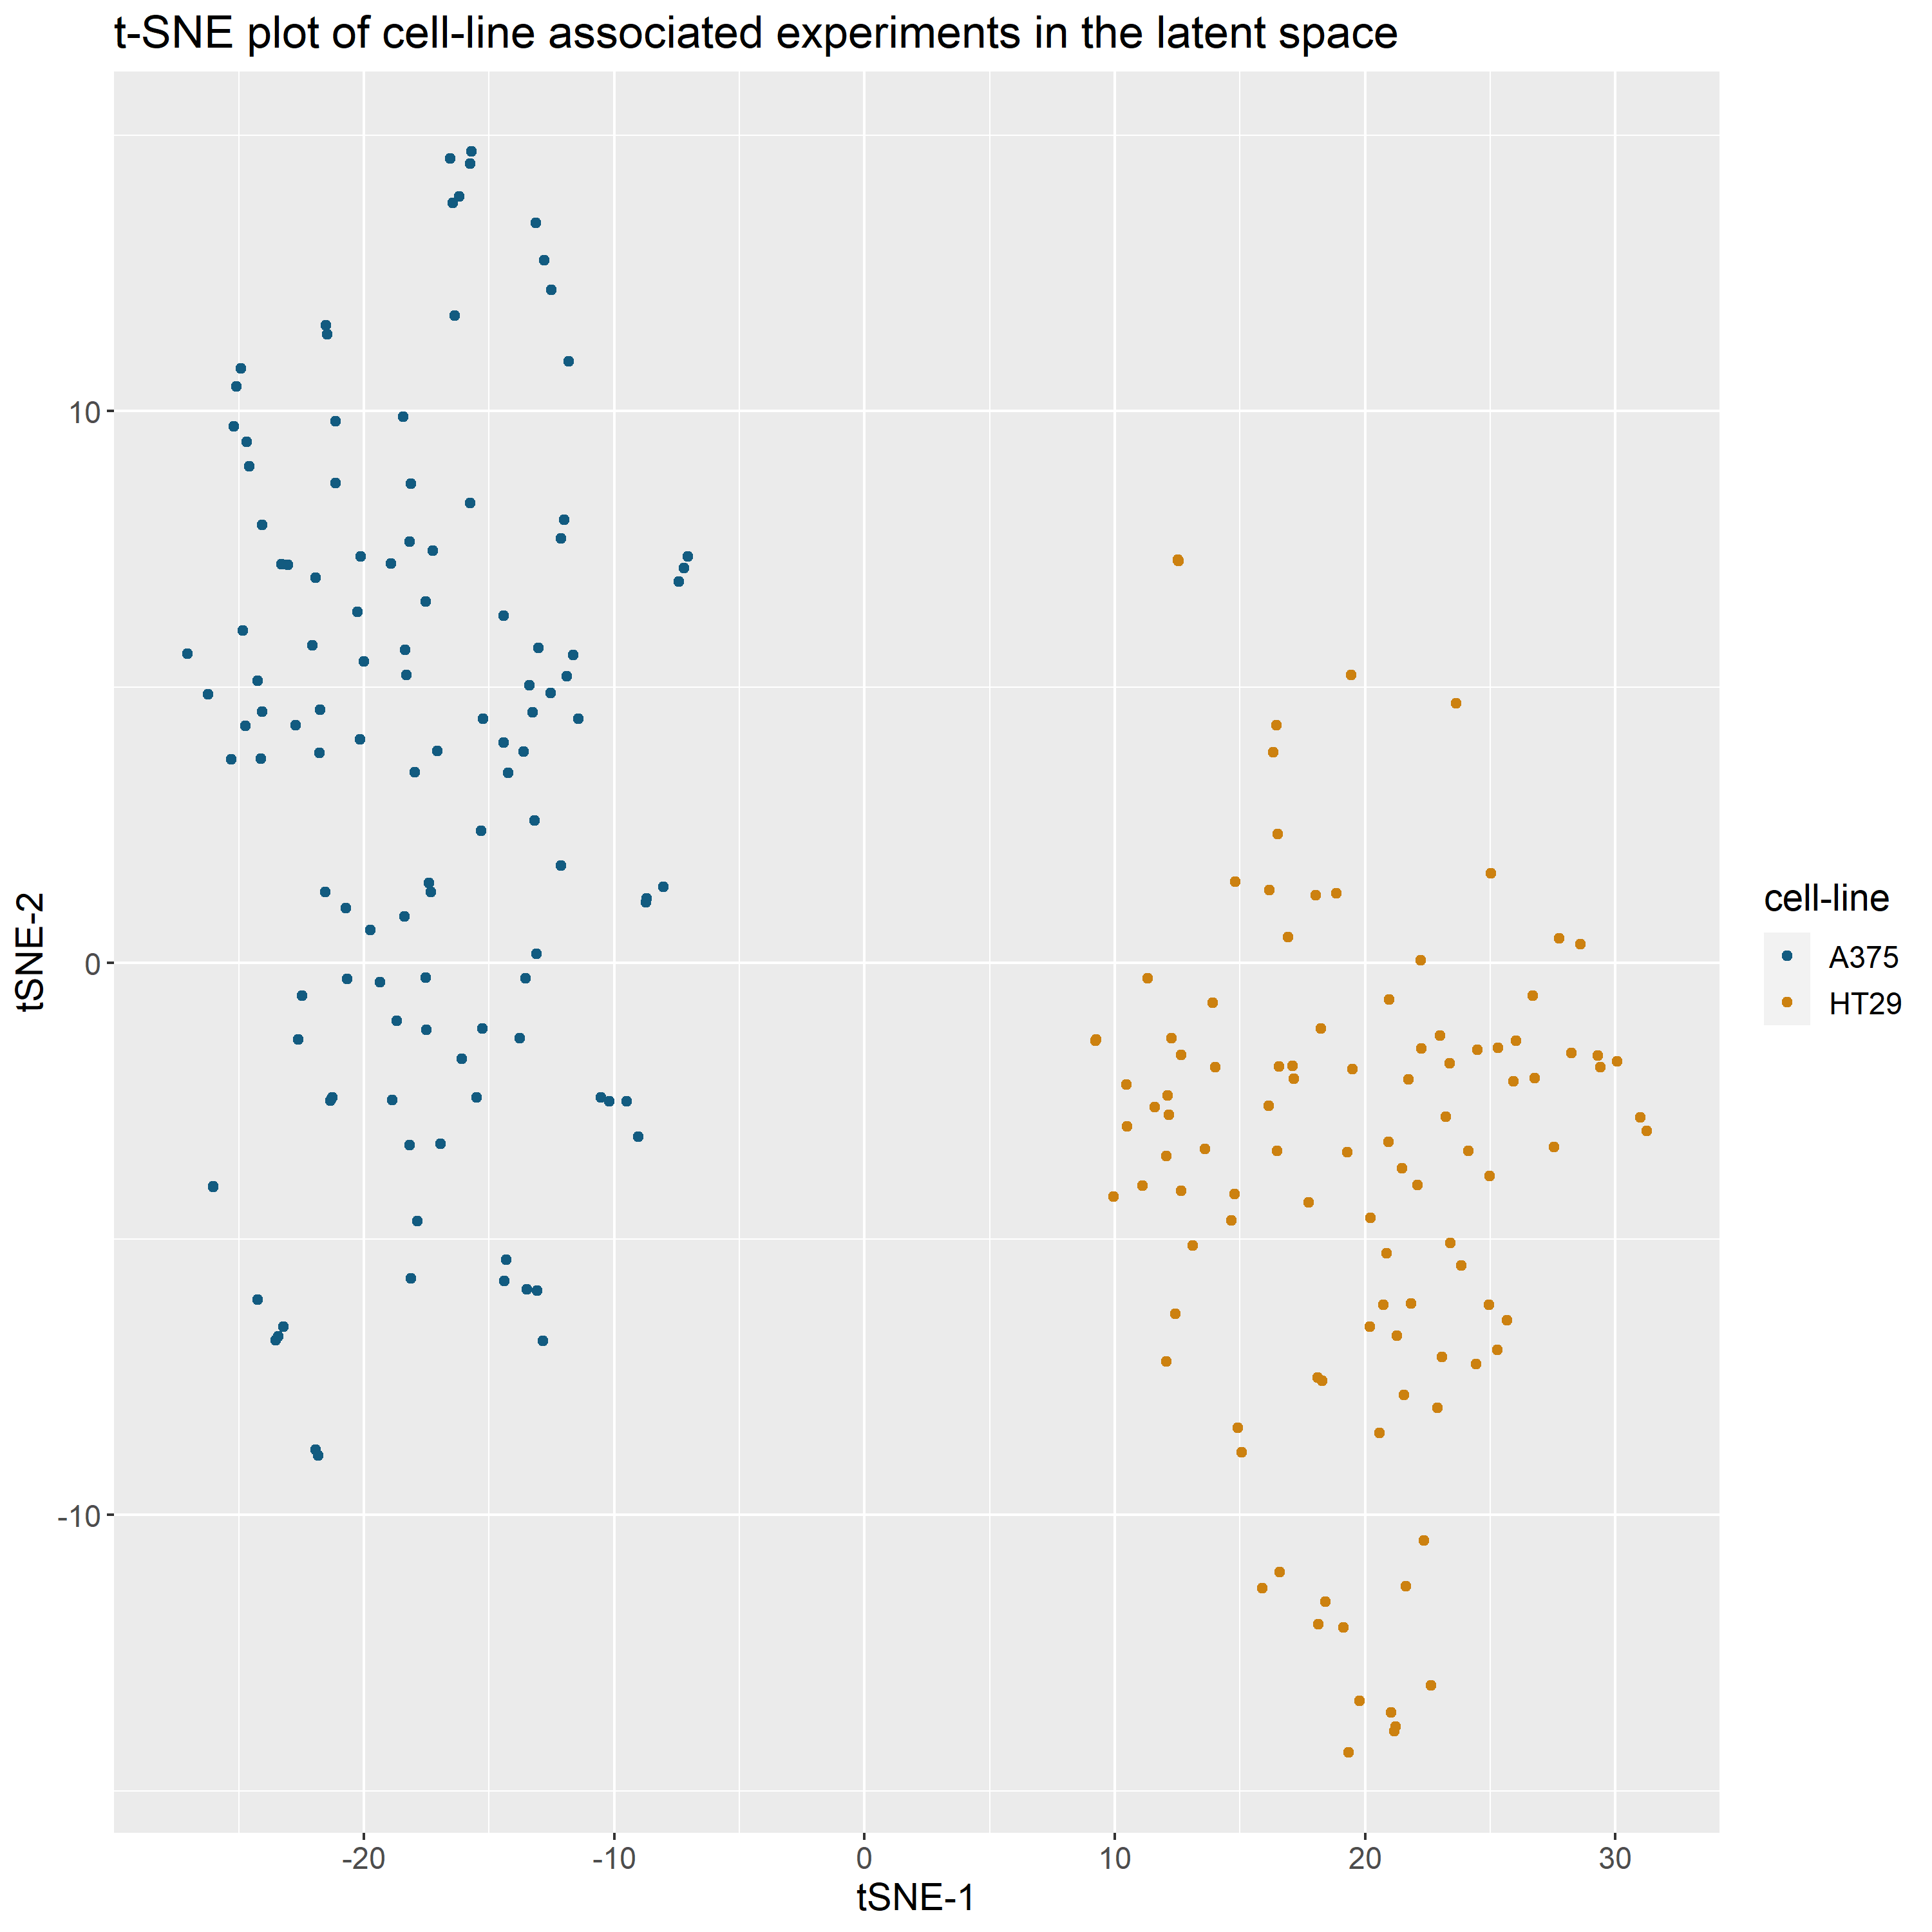 t-SNE plot of cell-line associated experiments in the latent space
tSNE-2
10
0
-10
-20
-10
0
10
20
30
tSNE-1
cell-line
A375
HT29